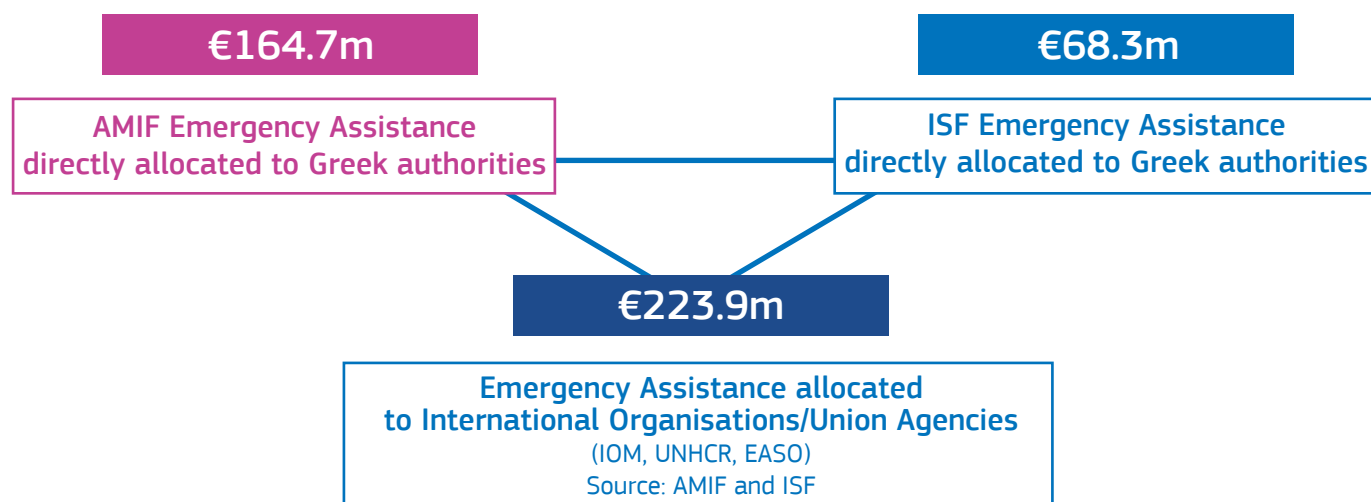 €164.7m
AMIF Emergency Assistance
directly allocated to Greek authorities
€68.3m
ISF Emergency Assistance
directly allocated to Greek authorities
€223.9m
Emergency Assistance allocated
to International Organisations/Union Agencies
(IOM, UNHCR, EASO)
Source: AMIF and ISF